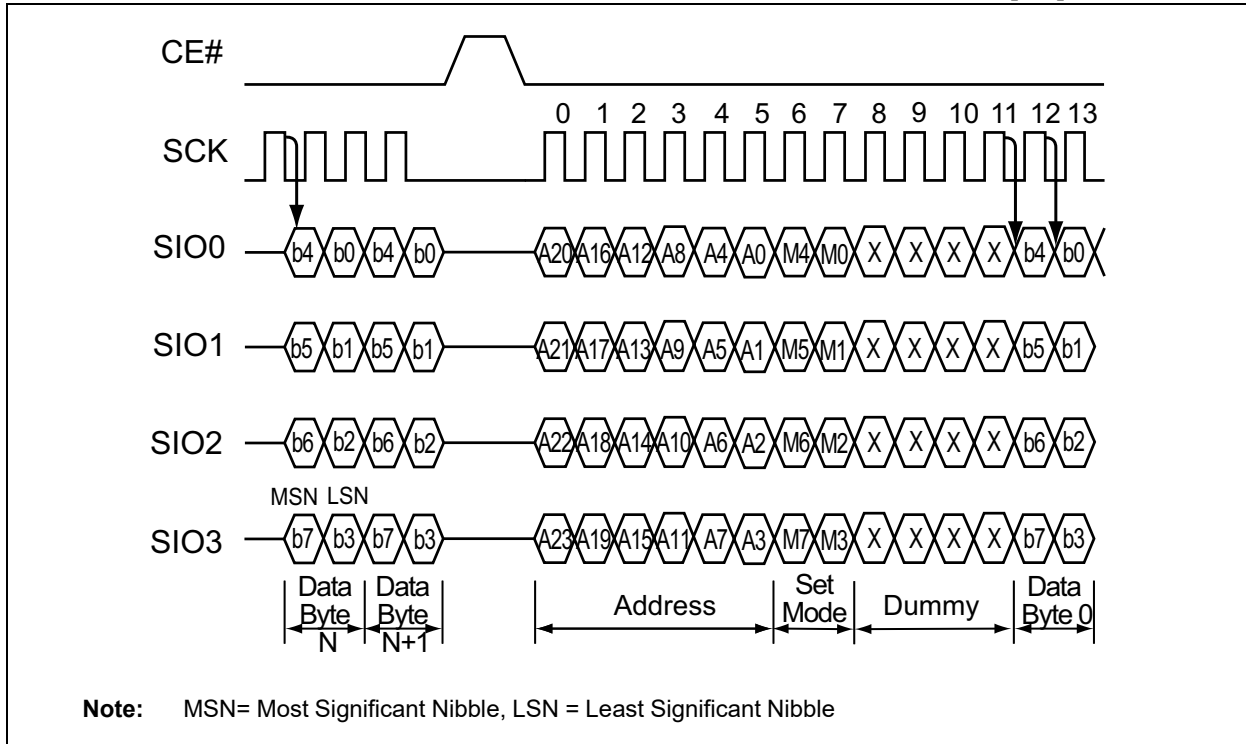 CE#
0 1 2 3 4 5 6 7 8 9 10 11 12 13
SCK
SIO0 b4 b0 b4 b0 A20 A16 A12 A8 A4 A0 M4 M0 X X X X b4 b0
SIO1 b5 b1 b5 b1 A21 A17 A13 A9 A5 A1 M5 M1 X X X X b5 b1
SIO2 b6 b2 b6 b2 A22 A18 A14 A10 A6 A2 M6 M2 X X X X b6 b2
MSN LSN
SIO3 b7 b3 b7 b3 A23 A19 A15 A11 A7 A3 M7 M3 X X X X b7 b3
Data Byte N
Data Byte N+1
Address
Set Mode
Dummy
Data Byte 0
Note: MSN= Most Significant Nibble, LSN = Least Significant Nibble